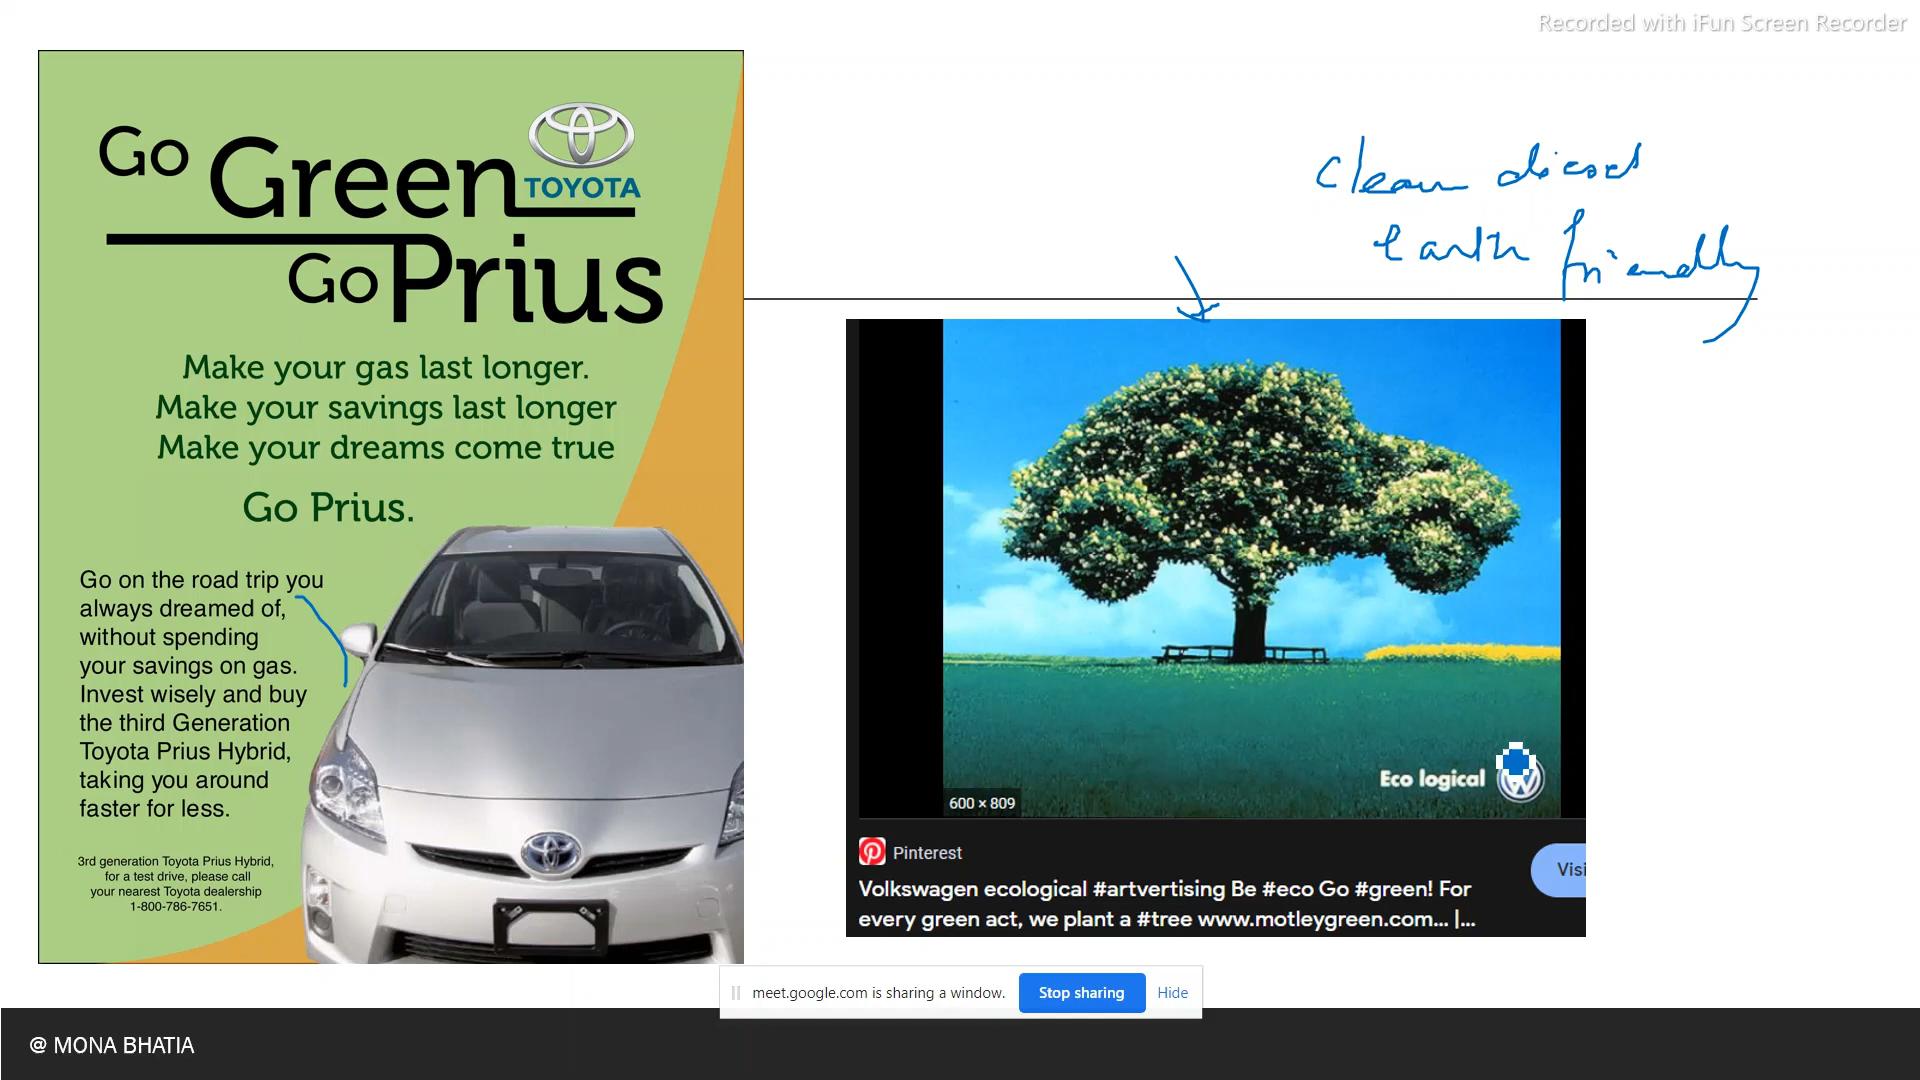 Recorded with iFun Screen Recorder
Go Green
TOYOTA
Go Prius
Make your gas last longer.
Make your savings last longer
Make your dreams come true
Go Prius.
Go on the road trip you
always dreamed of,
without spending
your savings on gas.
Invest wisely and buy
the third Generation
Toyota Prius Hybrid,
taking you around
faster for less.
3rd generation Toyota Prius Hybrid,
for a test drive, please call
your nearest Toyota dealership
1-800-786-7651.
clean diesel
earth friendly
Eco logical
600 × 809
Pinterest
Visi
Volkswagen ecological #artvertising Be #eco Go #green! For
every green act, we plant a #tree www.motleygreen.com... |...
meet.google.com is sharing a window.
Stop sharing
Hide
@ MONA BHATIA